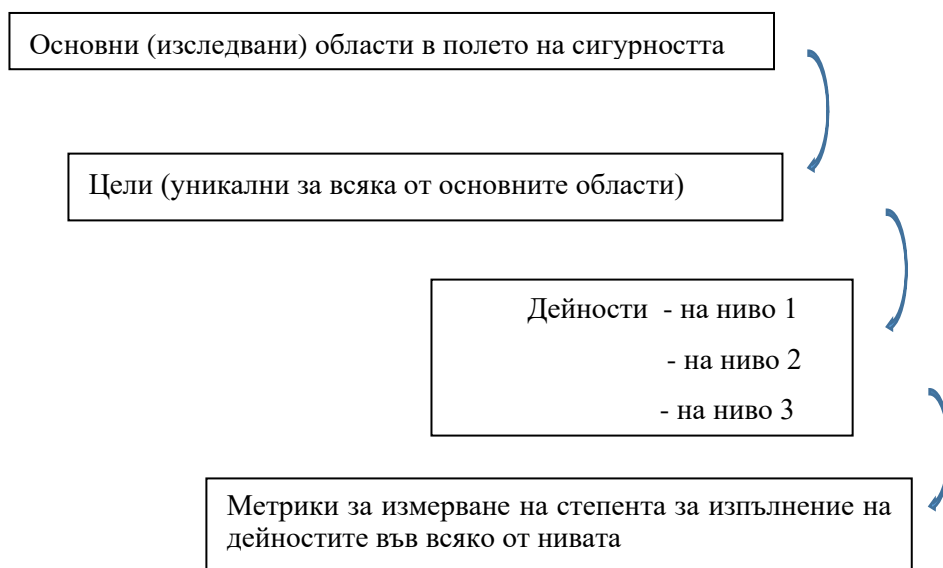 Основни (изследвани) области в полето на сигурността
Цели (уникални за всяка от основните области)
Дейности - на ниво 1
- на ниво 2
- на ниво 3
Метрики за измерване на степента за изпълнение на
дейностите във всяко от нивата